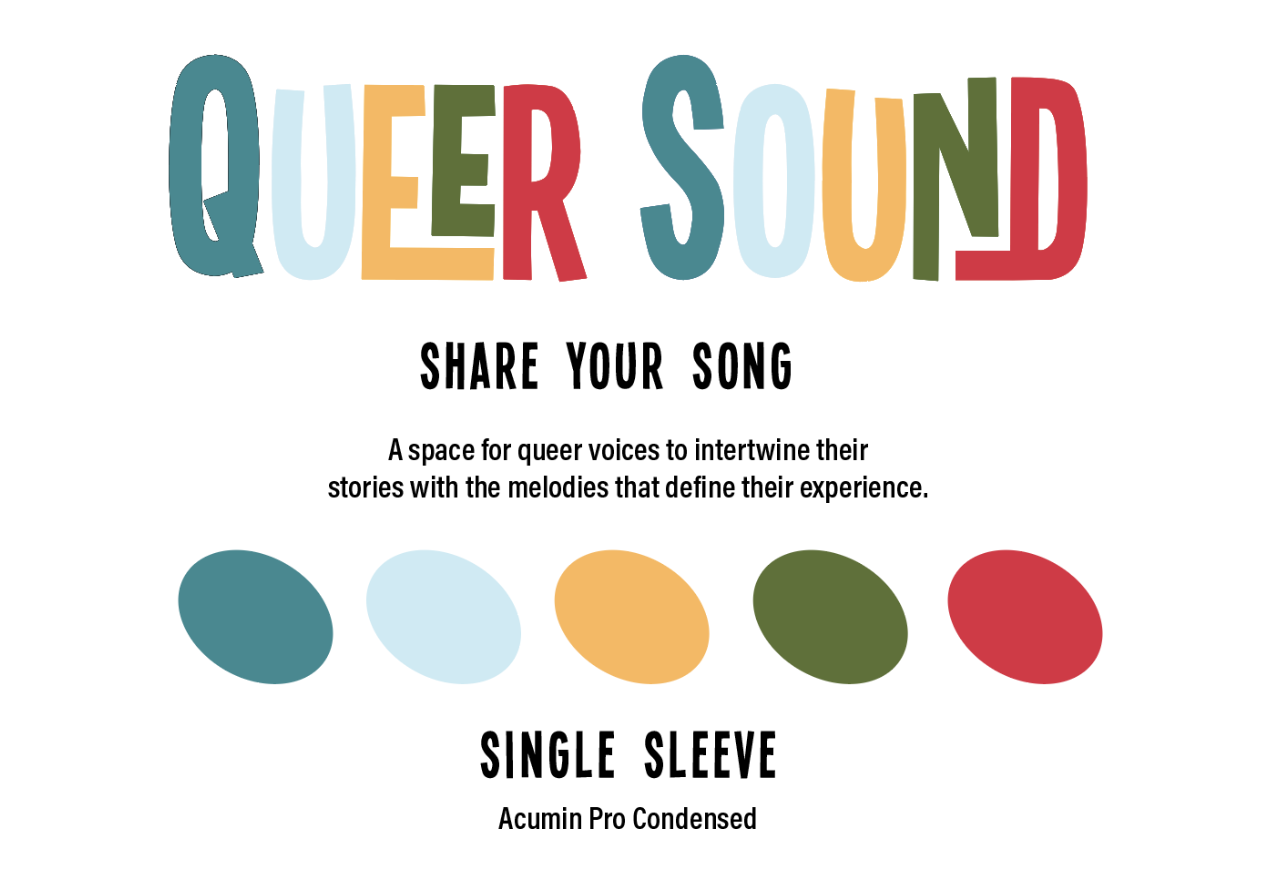 QUEER SOUND
SHARE YOUR SONG
A space for queer voices to intertwine their
stories with the melodies that define their experience.
SINGLE SLEEVE
Acumin Pro Condensed